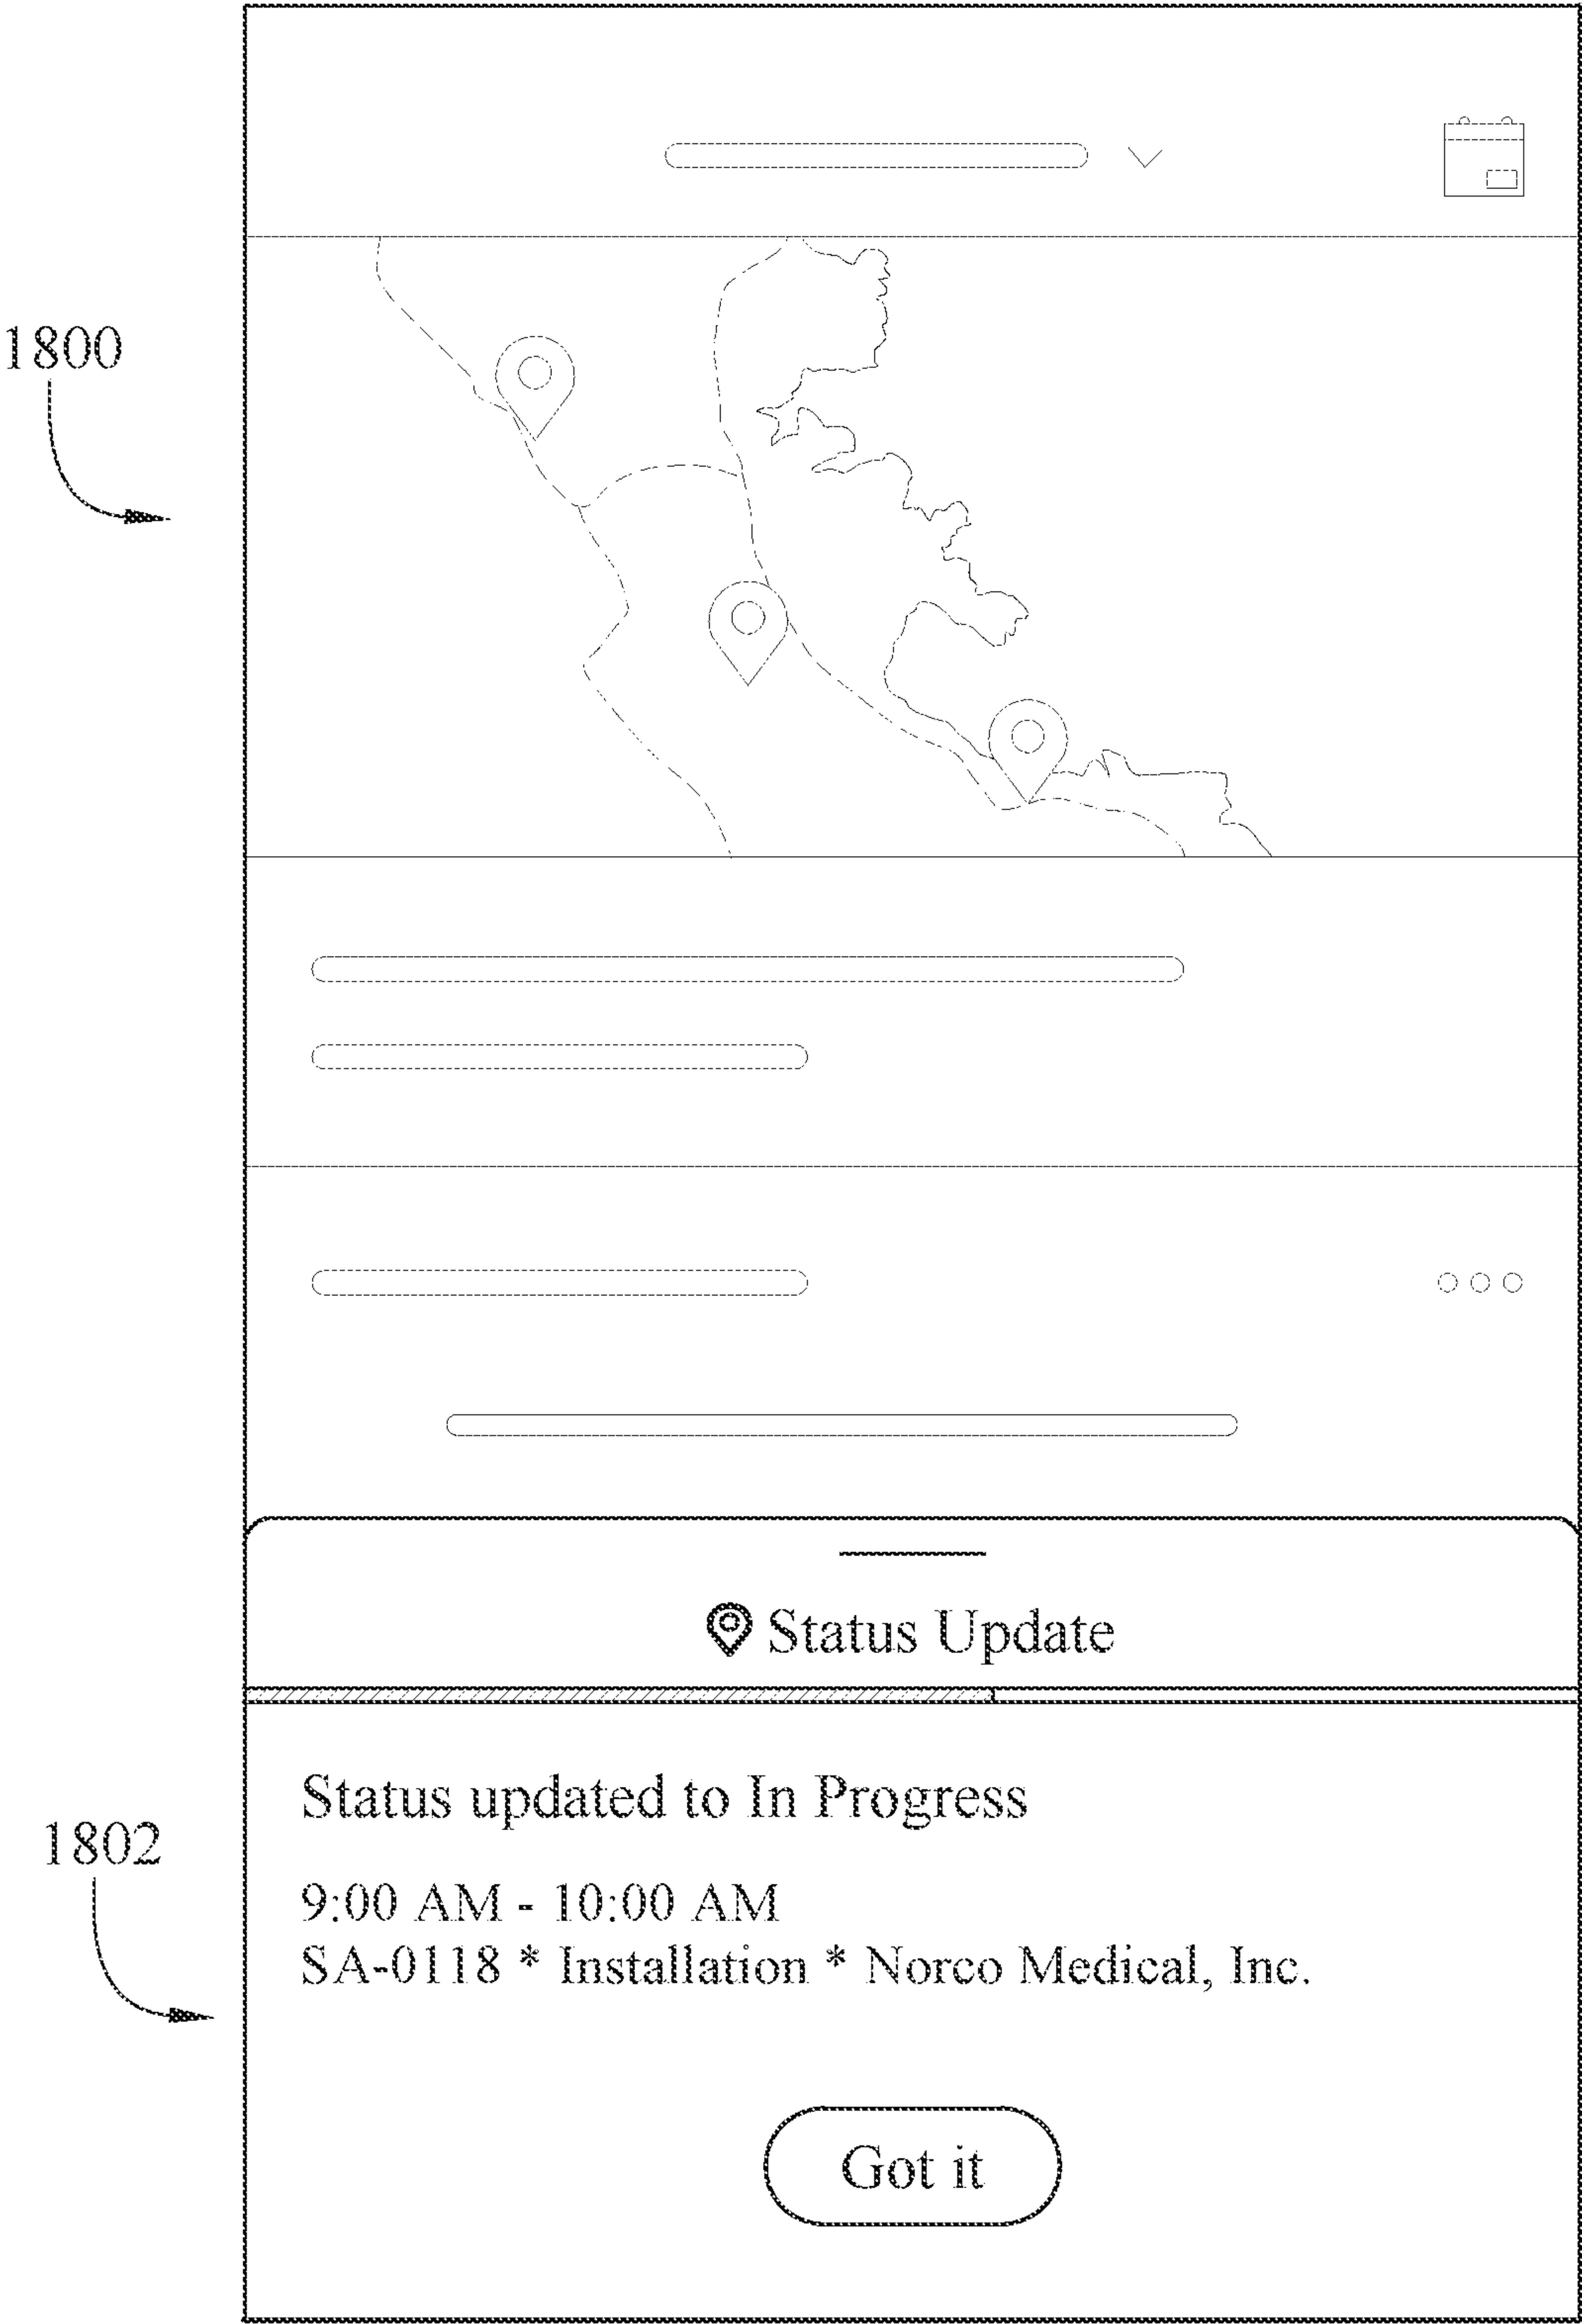 1800
Status Update
Status updated to In Progress
1802
9:00 AM - 10:00 AM
SA-0118 * Installation * Norco Medical, Inc.
Got it